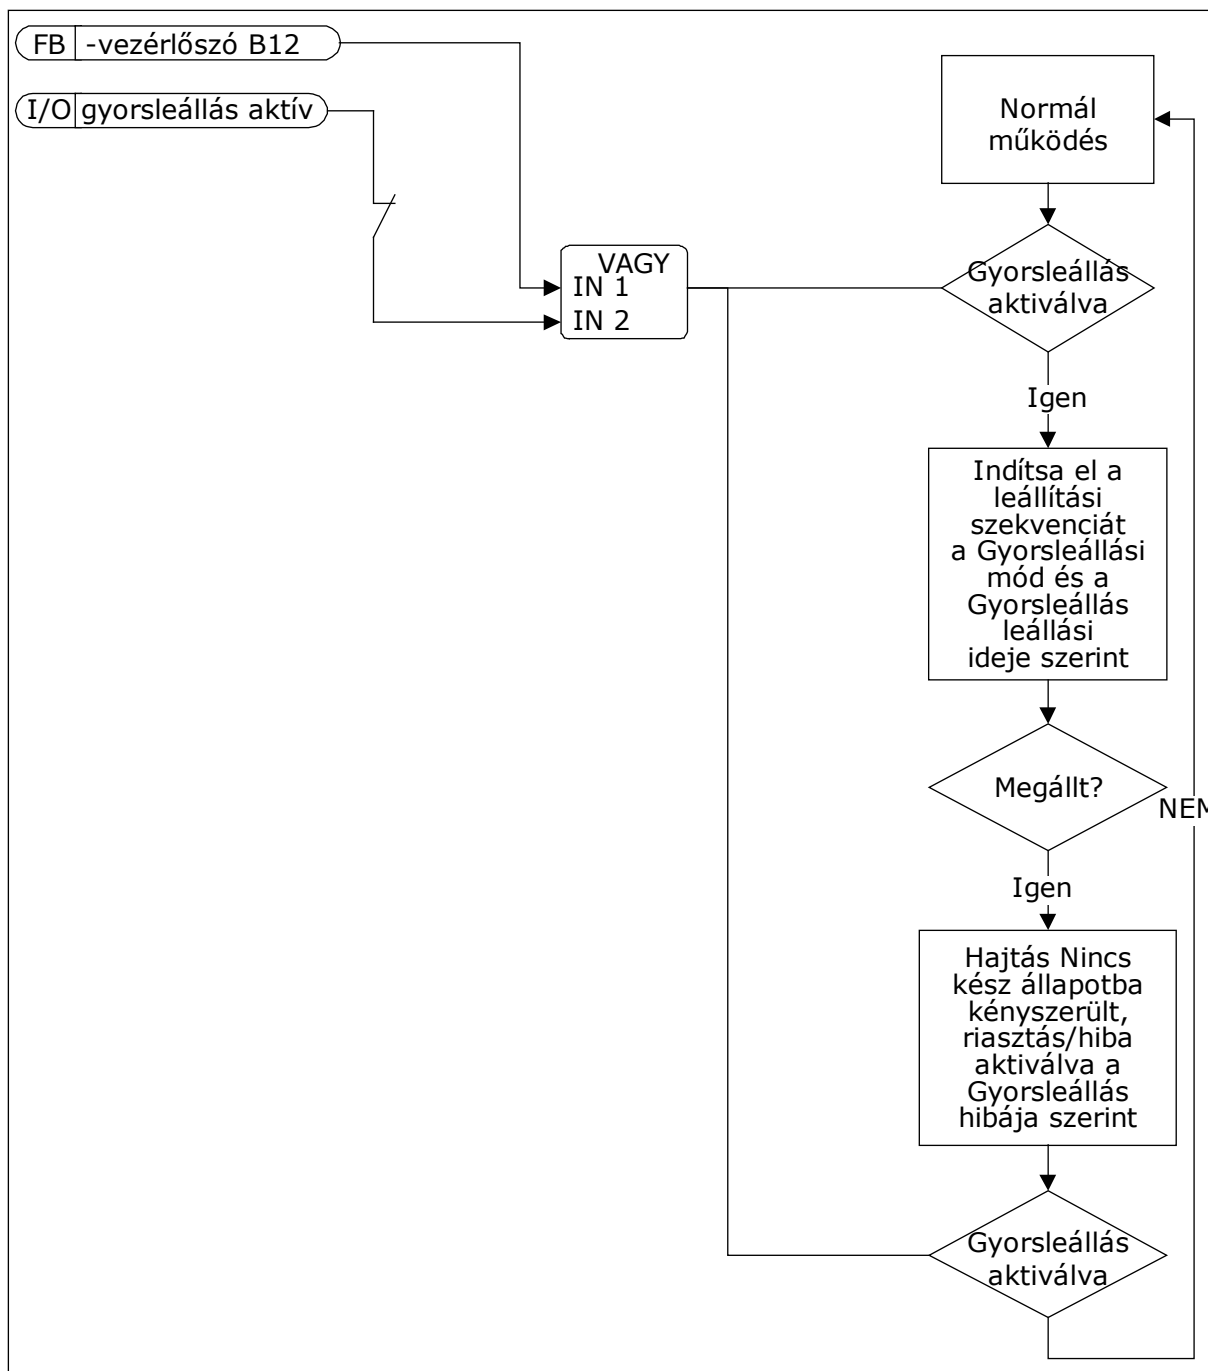 FB -vezérlőszó B12
I/O gyorsleállás aktív
Normál
működés
VAGY
IN 1
IN 2
Gyorsleállás
aktiválva
Igen
Indítsa el a
leállítási
szekvenciát
a Gyorsleállási
mód és a
Gyorsleállás
leállási
ideje szerint
Megállt?
NEM
Igen
Hajtás Nincs
kész állapotba
kényszerült,
riasztás/hiba
aktiválva a
Gyorsleállás
hibája szerint
Gyorsleállás
aktiválva